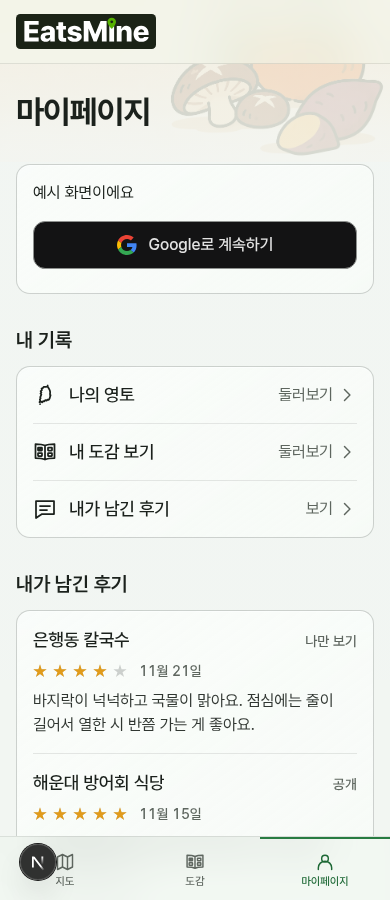 EatsMine
마이페이지
예시 화면이에요
Google로 계속하기
내 기록
나의 영토 둘러보기
내 도감 보기 둘러보기
내가 남긴 후기 보기
내가 남긴 후기
은행동 칼국수 나만 보기
11월 21일
바지락이 넉넉하고 국물이 맑아요. 점심에는 줄이
길어서 열한 시 반쯤 가는 게 좋아요.
해운대 방어회 식당 공개
11월 15일
N 지도 도감 마이페이지